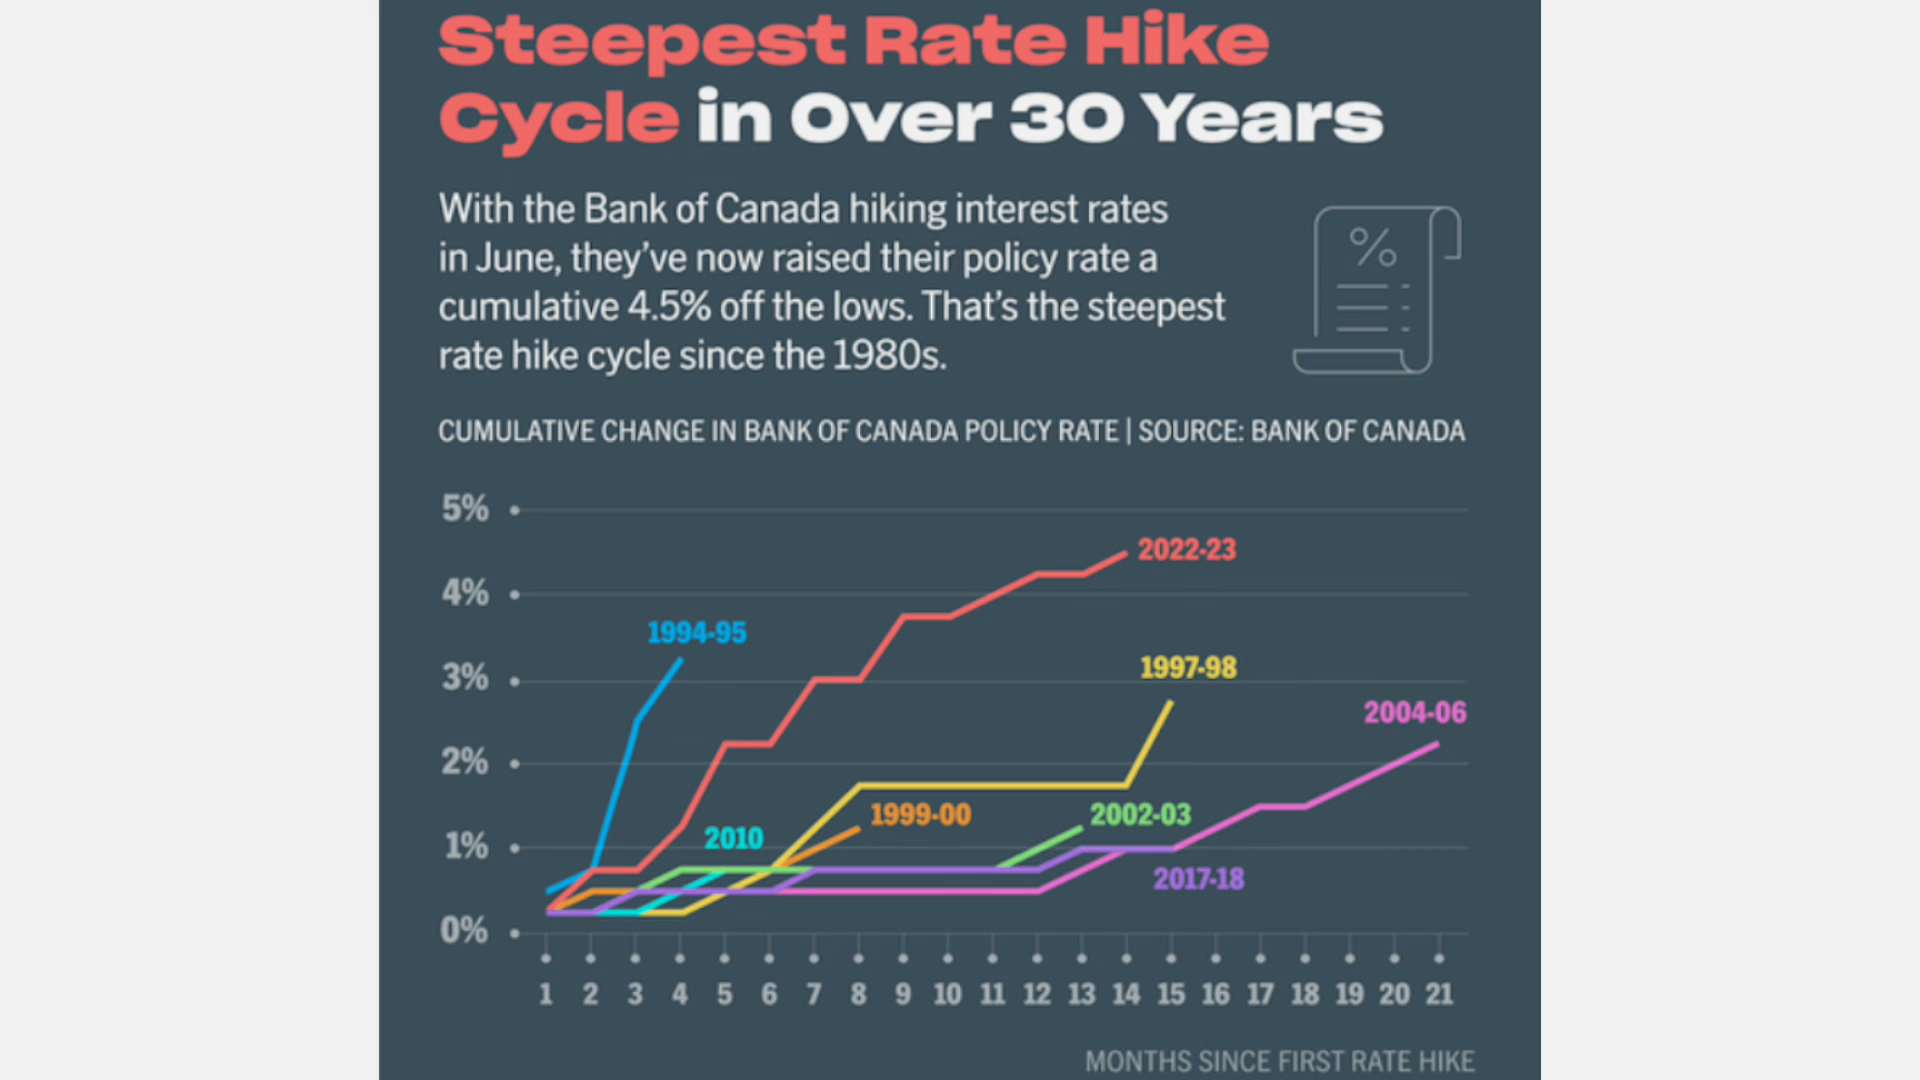 Steepest Rate Hike
Cycle in Over 30 Years
With the Bank of Canada hiking interest rates
in June, they've now raised their policy rate a
cumulative 4.5% off the lows. That's the steepest
rate hike cycle since the 1980s.
%
CUMULATIVE CHANGE IN BANK OF CANADA POLICY RATE | SOURCE: BANK OF CANADA
5%
2022-23
4%
1994-95
3%
1997-98
2004-06
2%
1999-00
2002-03
2010
1%
2017-18
0%
1 2 3 4 5 6 7 8 9 10 11 12 13 14 15 16 17 18 19 20 21
MONTHS SINCE FIRST RATE HIKE